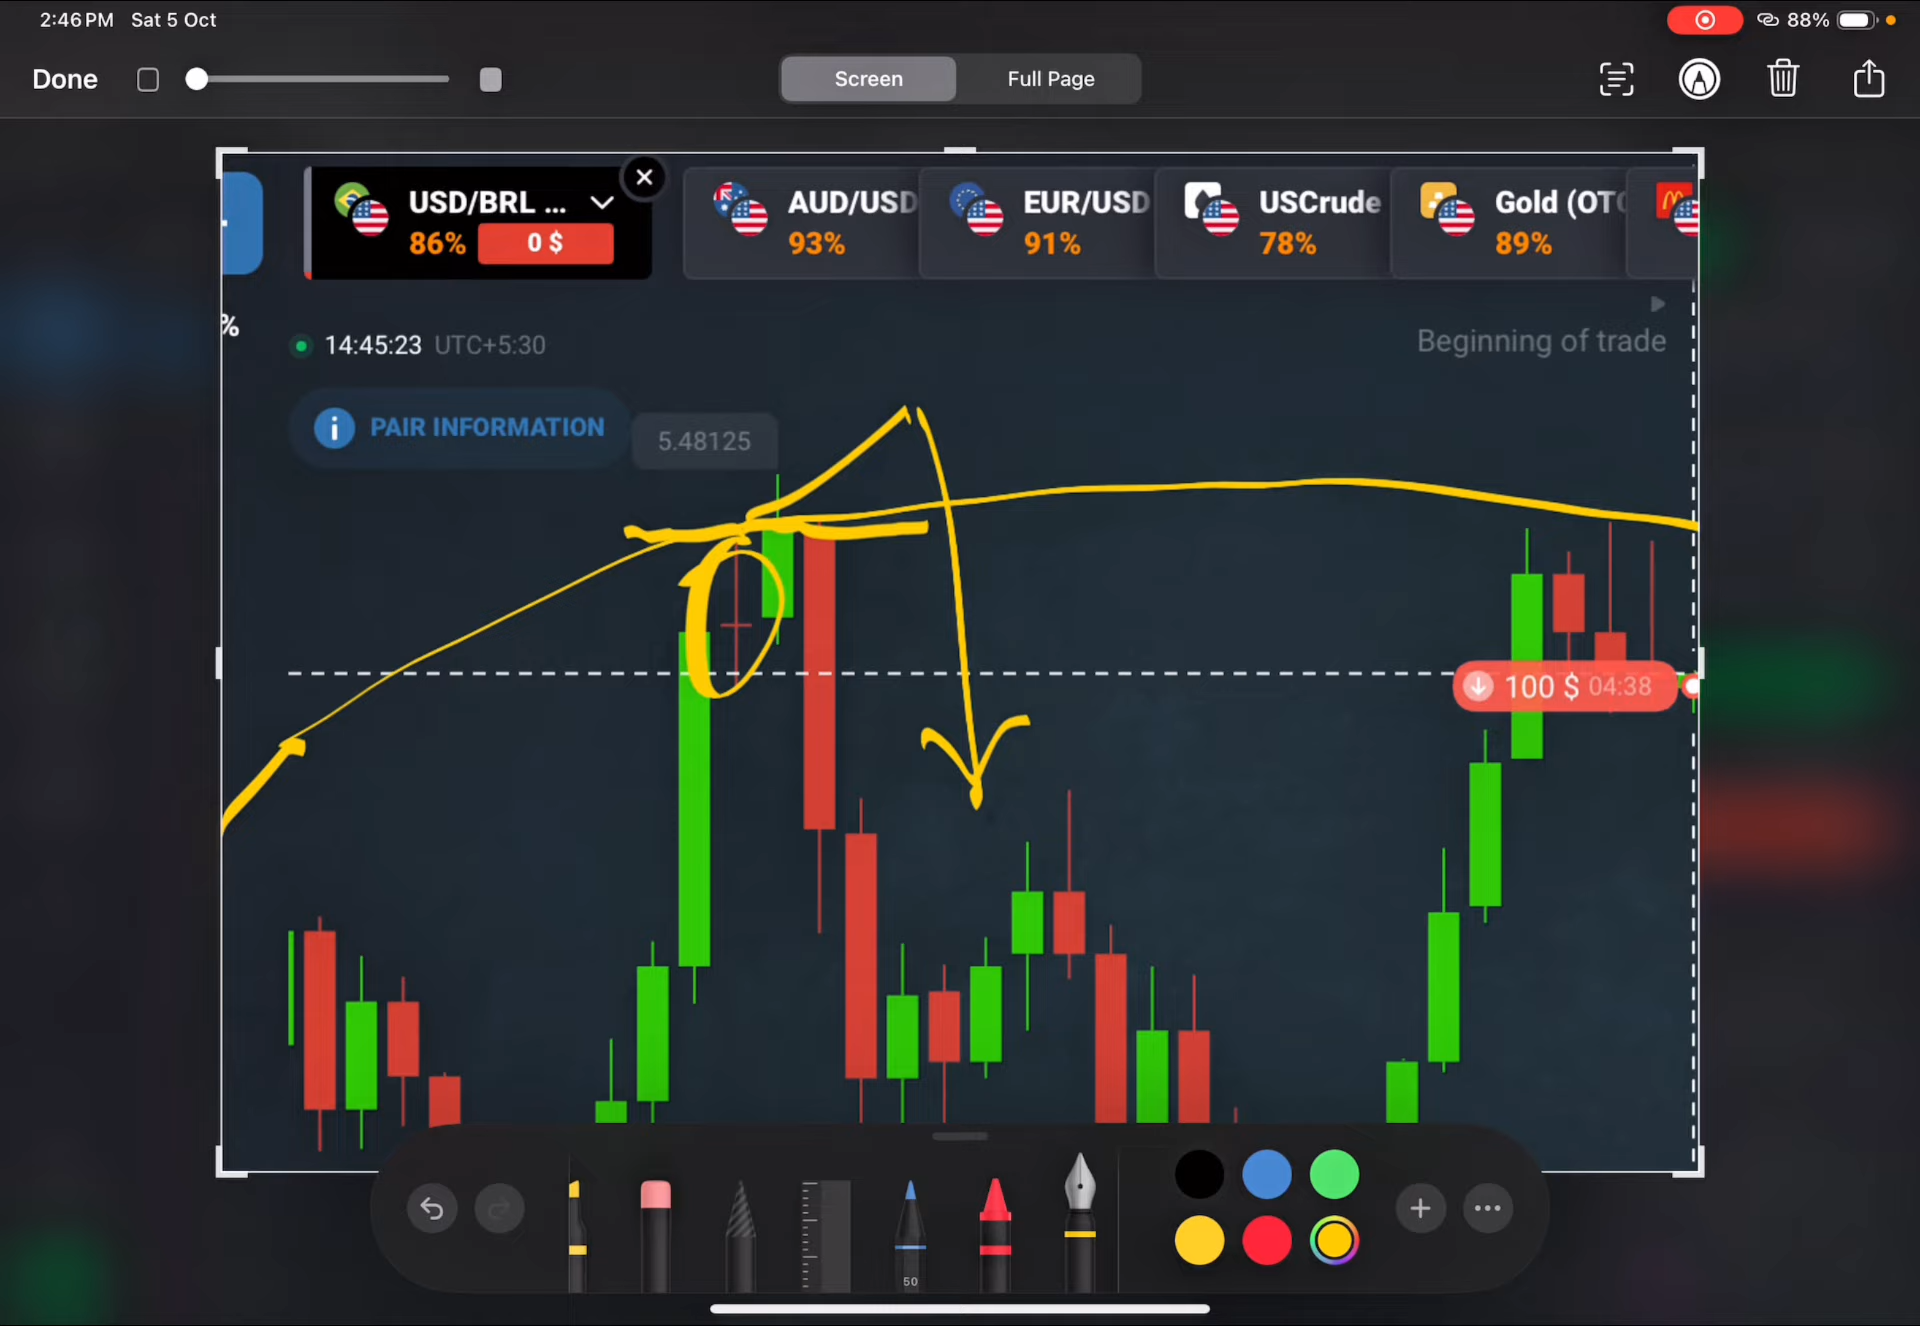 2:46 PM Sat 5 Oct
88%
Done
Screen
Full Page
USD/BRL ...
86%
0 $
AUD/USD
93%
EUR/USD
91%
USCrude
78%
Gold (OTC
89%
%
14:45:23 UTC+5:30
Beginning of trade
PAIR INFORMATION
5.48125
100 $ 04:38
50